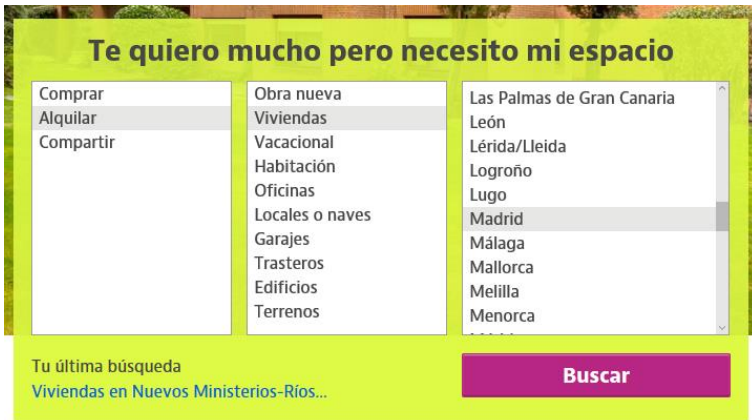 Te quiero mucho pero necesito mi espacio
Comprar
Alquilar
Compartir
Obra nueva
Viviendas
Vacacional
Habitación
Oficinas
Locales o naves
Garajes
Trasteros
Edificios
Terrenos
Las Palmas de Gran Canaria
León
Lérida/Lleida
Logroño
Lugo
Madrid
Málaga
Mallorca
Melilla
Menorca
Tu última búsqueda
Viviendas en Nuevos Ministerios-Ríos...
Buscar